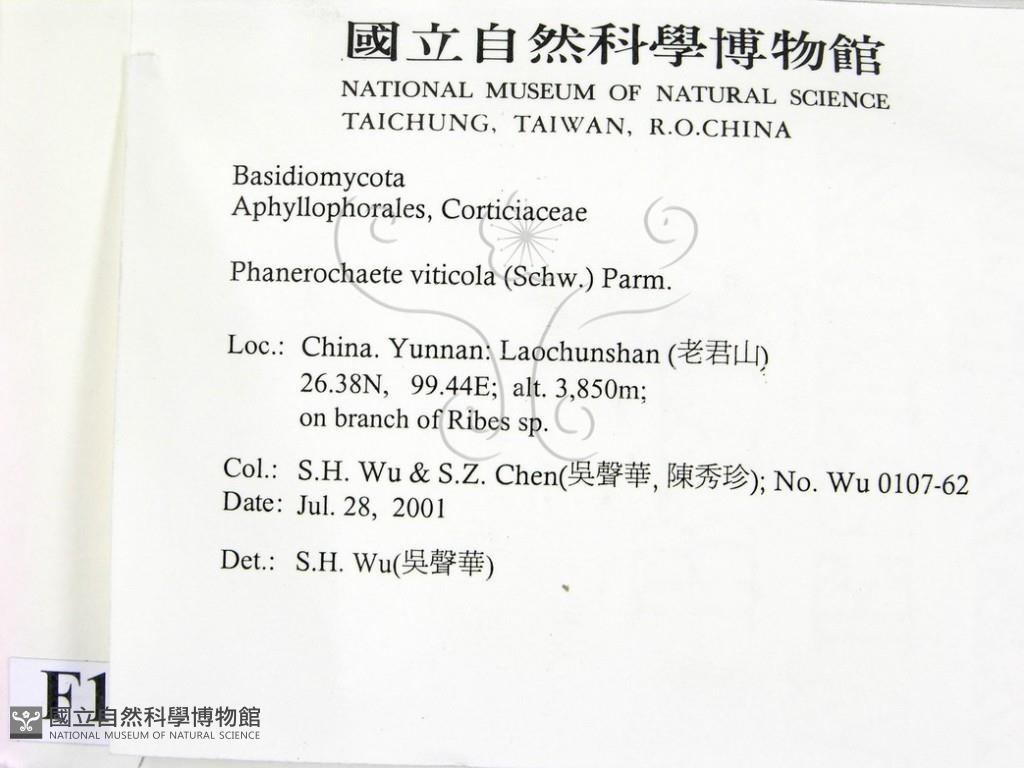 國立自然科學博物館
NATIONAL MUSEUM OF NATURAL SCIENCE
TAICHUNG, TAIWAN, R.O.CHINA
Basidiomycota
Aphyllophorales, Corticiaceae
Phanerochaete viticola (Schw.) Parm.
Loc.: China. Yunnan: Laochunshan (老君山)
26.38N, 99.44E; alt. 3,850m;
on branch of Ribes sp.
Col.: S.H. Wu & S.Z. Chen(吳聲華, 陳秀珍); No. Wu 0107-62
Date: Jul. 28, 2001
Det.: S.H. Wu(吳聲華)
F1
國立自然科學博物館
NATIONAL MUSEUM OF NATURAL SCIENCE